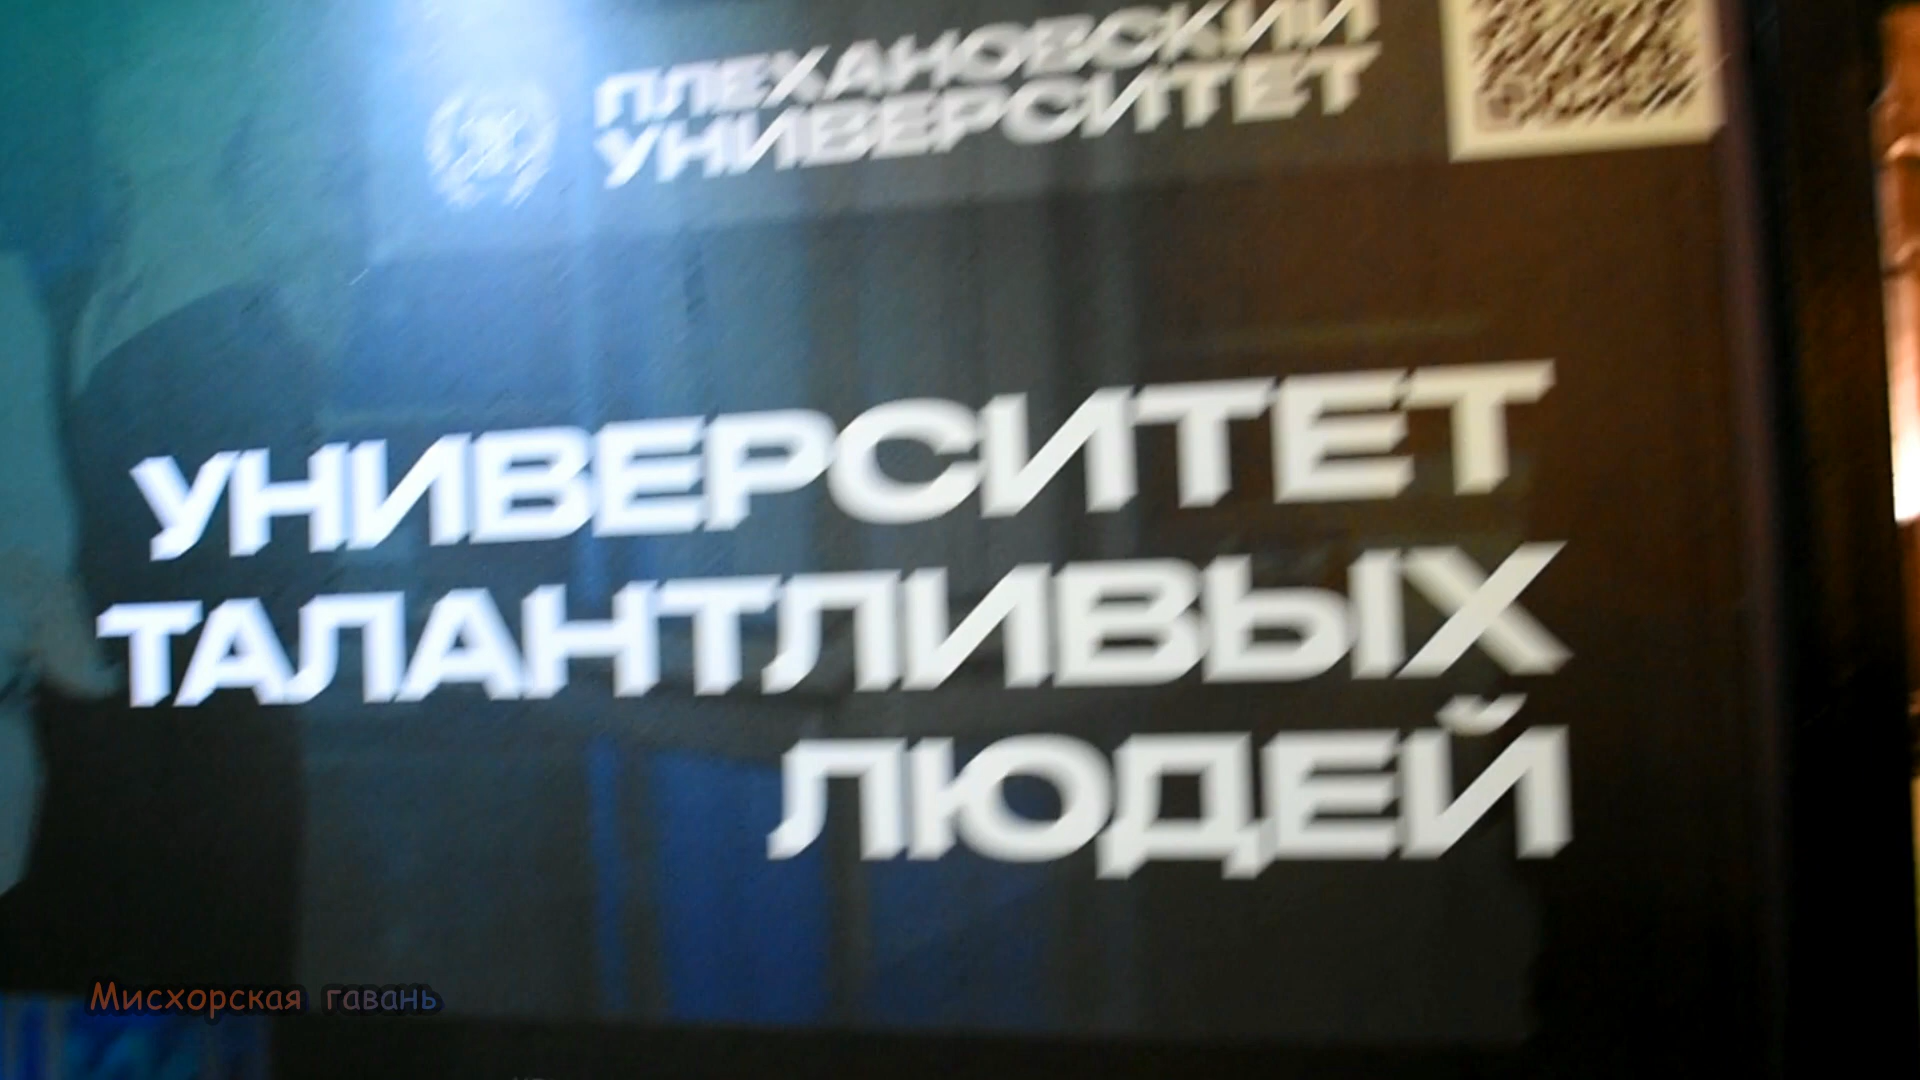 ПЛЕХАНОВСКИЙ
УНИВЕРСИТЕТ
УНИВЕРСИТЕТ
ТАЛАНТЛИВЫХ
ЛЮДЕЙ
Мисхорская гавань